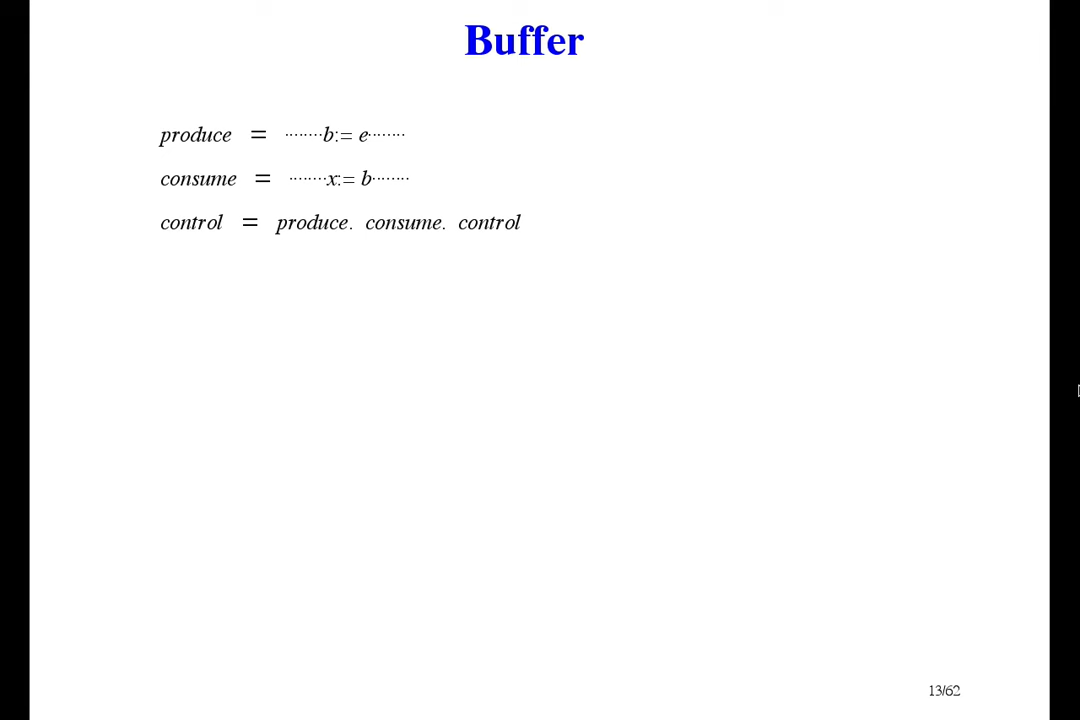 Buffer
produce = ········b:= e········
consume = ········x:= b········
control = produce. consume. control
13/62